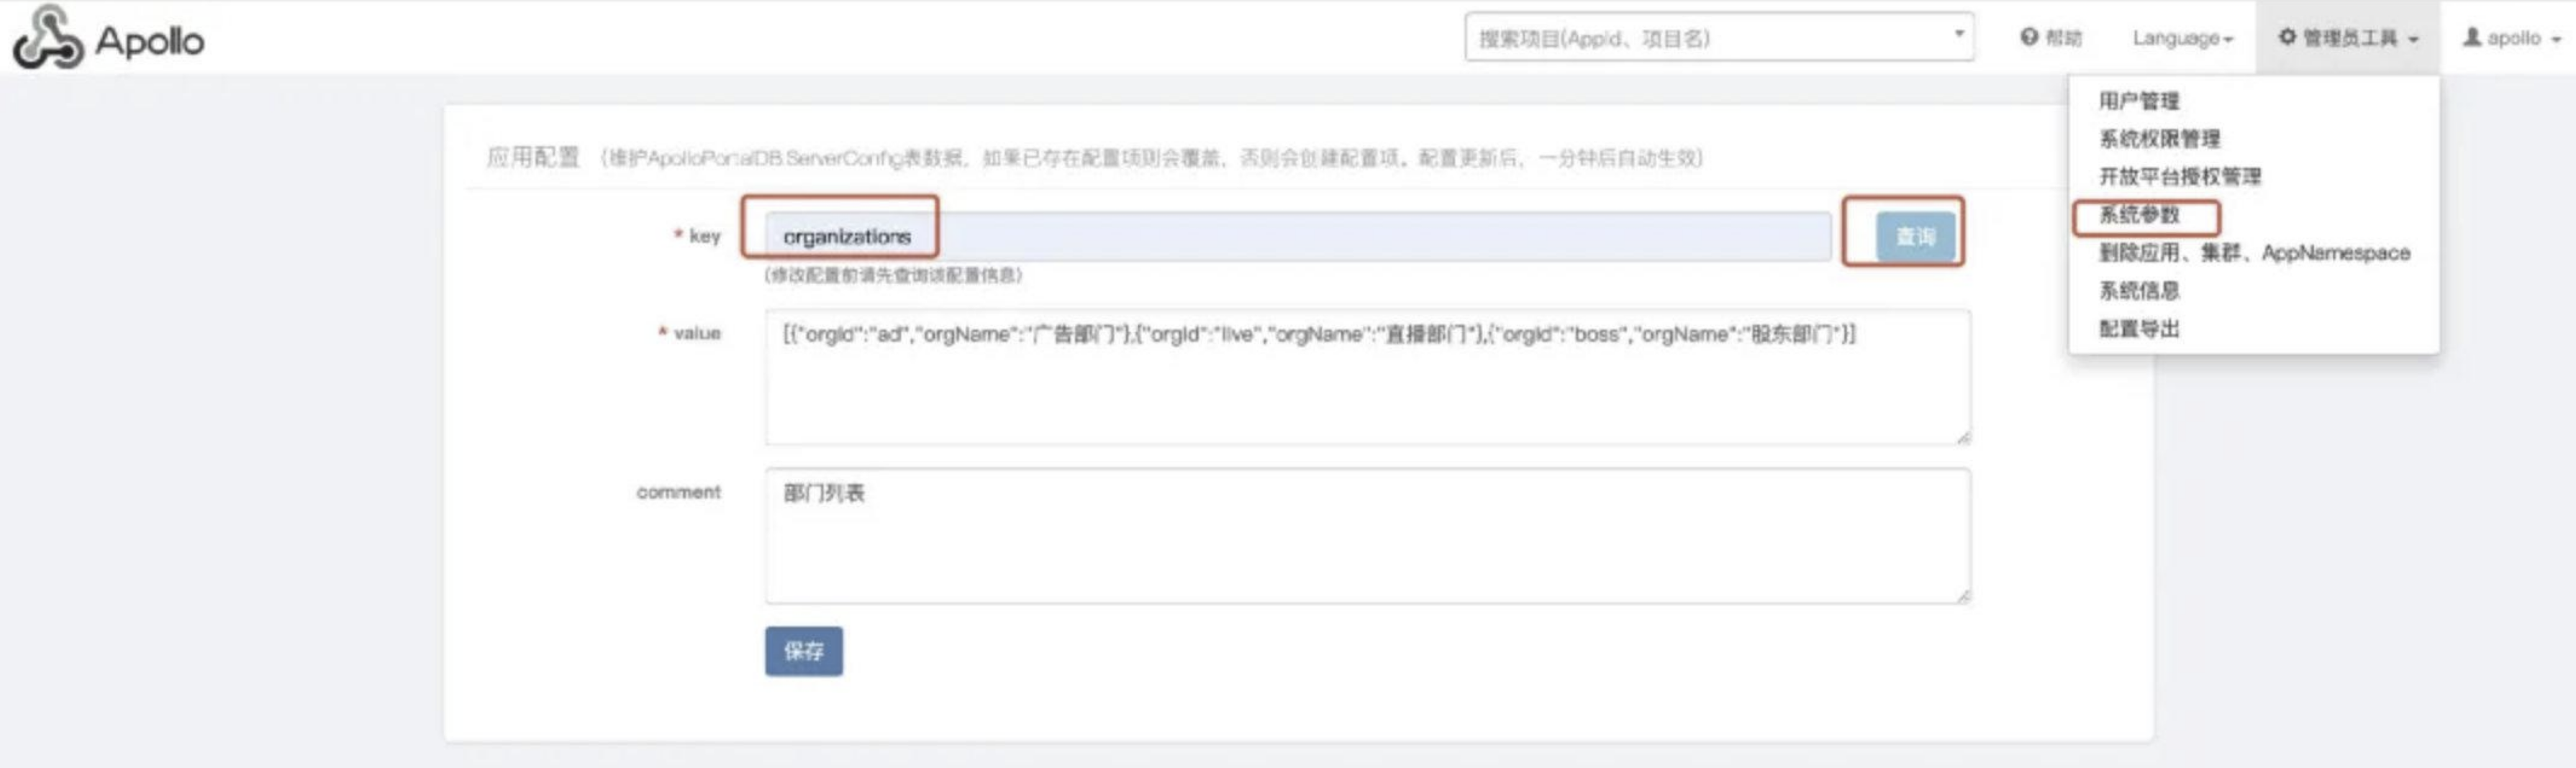 Apollo
搜索项目(AppId、项目名)
帮助
Language
管理员工具
apollo
用户管理
系统权限管理
开放平台授权管理
系统参数
删除应用、集群、AppNamespace
系统信息
配置导出
应用配置 (维护ApolloPortalDB.ServerConfig表数据，如果已存在配置项则会覆盖，否则会创建配置项。配置更新后，一分钟后自动生效)
* key
organizations
查询
(修改配置前请先查询该配置信息)
* value
[{"orgId":"ad","orgName":"广告部门"},{"orgId":"live","orgName":"直播部门"},{"orgId":"boss","orgName":"股东部门"}]
comment
部门列表
保存